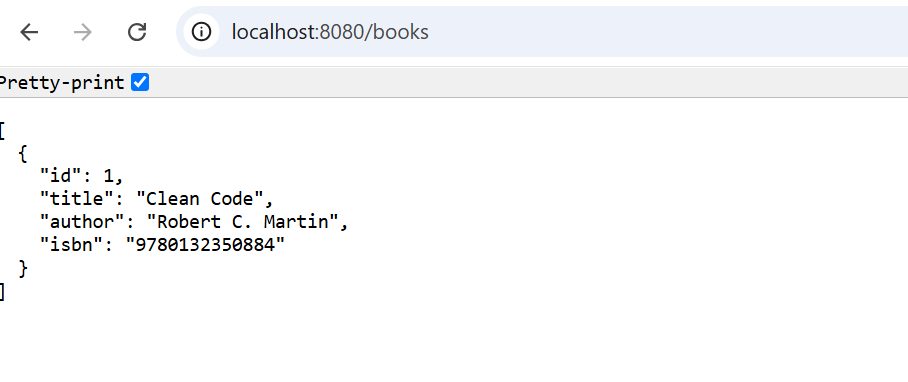 localhost:8080/books
Pretty-print
[
  {
    "id": 1,
    "title": "Clean Code",
    "author": "Robert C. Martin",
    "isbn": "9780132350884"
  }
]